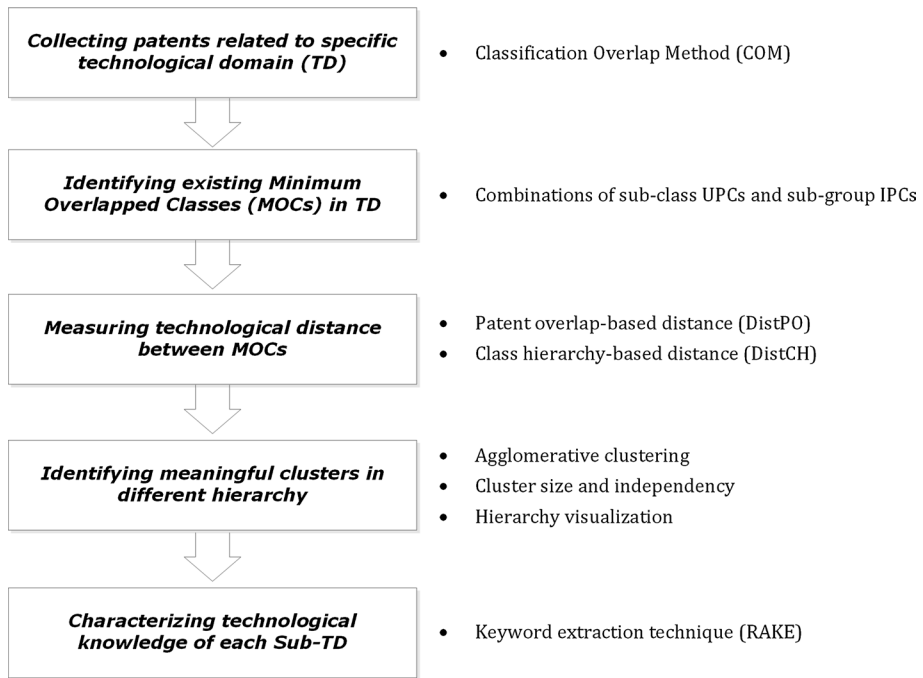 Collecting patents related to specific
technological domain (TD)
• Classification Overlap Method (COM)
Identifying existing Minimum
Overlapped Classes (MOCs) in TD
• Combinations of sub-class UPCs and sub-group IPCs
Measuring technological distance
between MOCs
• Patent overlap-based distance (DistPO)
• Class hierarchy-based distance (DistCH)
Identifying meaningful clusters in
different hierarchy
• Agglomerative clustering
• Cluster size and independency
• Hierarchy visualization
Characterizing technological
knowledge of each Sub-TD
• Keyword extraction technique (RAKE)